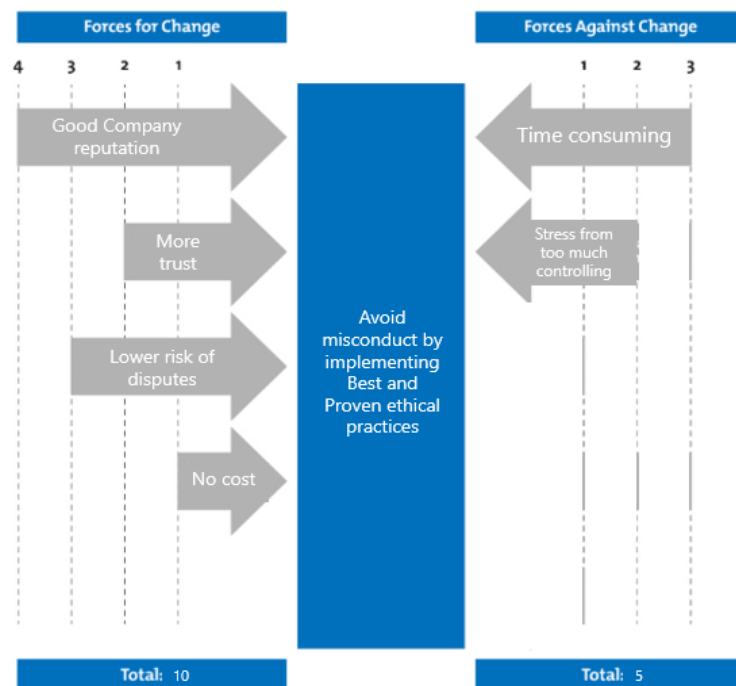 Forces for Change
Forces Against Change
4 3 2 1
1 2 3
Good Company
reputation
Time consuming
More
trust
Stress from
too much
controlling
Lower risk of
disputes
No cost
Avoid
misconduct by
implementing
Best and
Proven ethical
practices
Total: 10
Total: 5